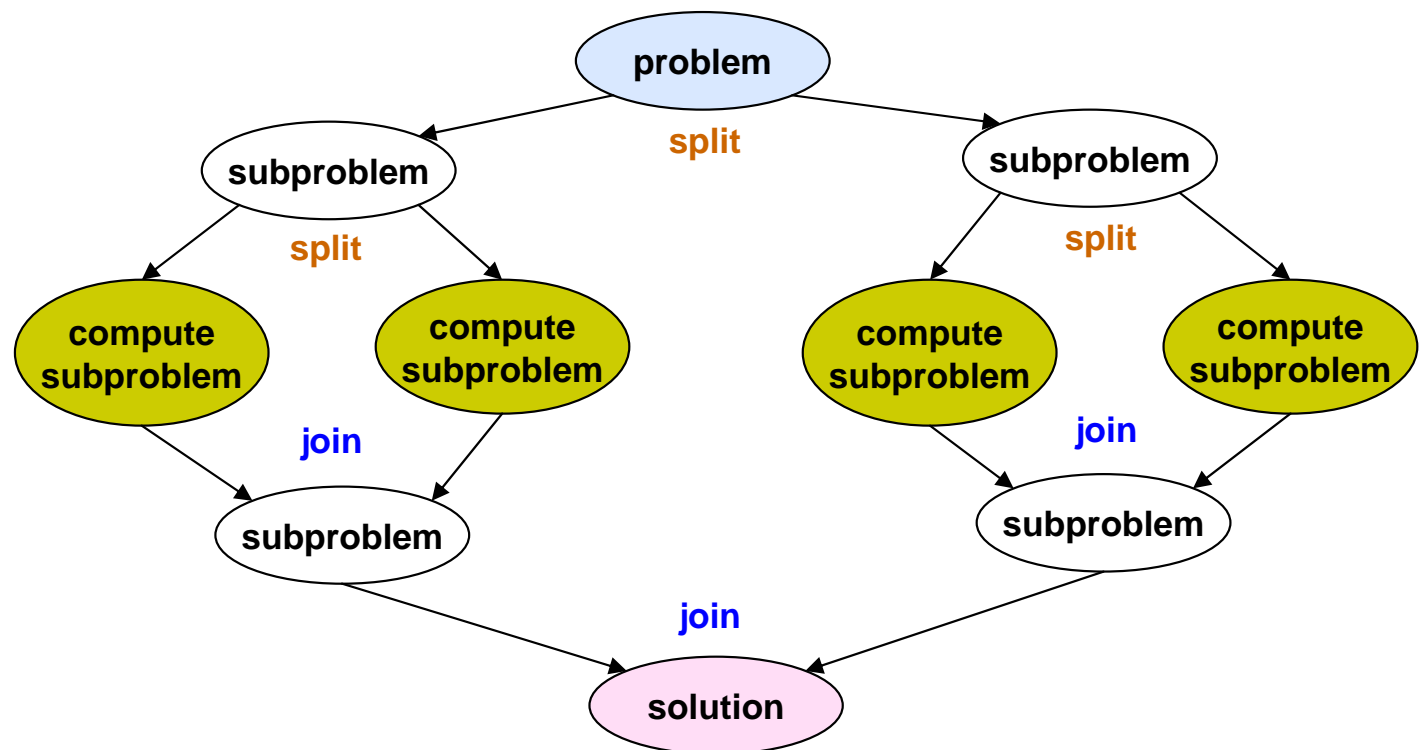 problem
split
subproblem
subproblem
split
split
compute
subproblem
compute
subproblem
compute
subproblem
compute
subproblem
join
join
subproblem
subproblem
join
solution